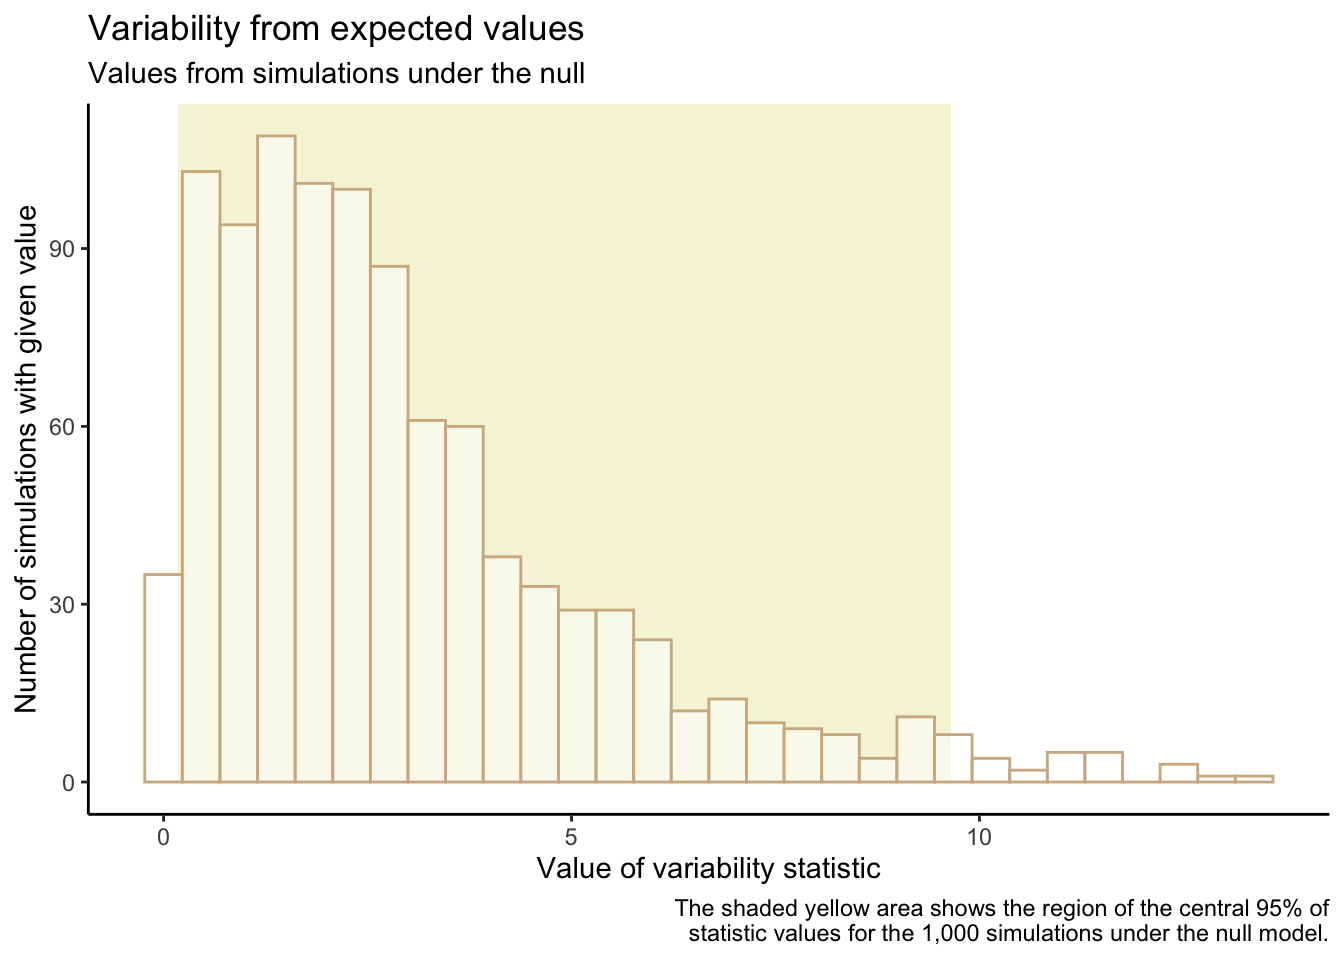 Variability from expected values
Values from simulations under the null
Number of simulations with given value
90
60
30
0
0
5
10
Value of variability statistic
The shaded yellow area shows the region of the central 95% of
statistic values for the 1,000 simulations under the null model.